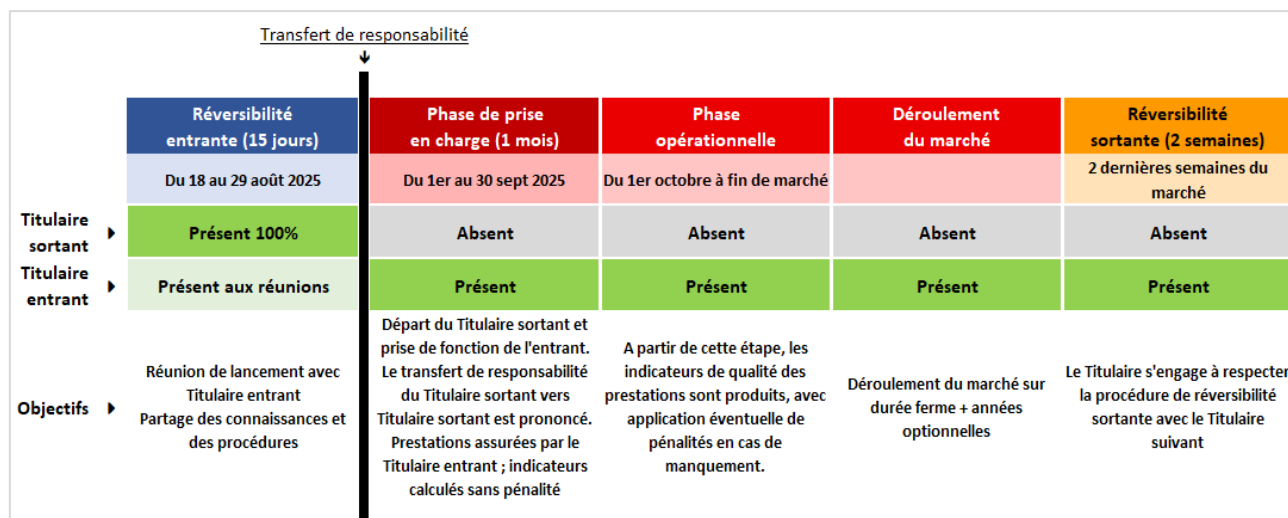 Transfert de responsabilité
Réversibilité
entrante (15 jours)
Phase de prise
en charge (1 mois)
Phase
opérationnelle
Déroulement
du marché
Réversibilité
sortante (2 semaines)
Du 18 au 29 août 2025
Du 1er au 30 sept 2025
Du 1er octobre à fin de marché
2 dernières semaines du
marché
Titulaire
sortant
Présent 100%
Absent
Absent
Absent
Absent
Titulaire
entrant
Présent aux réunions
Présent
Présent
Présent
Présent
Objectifs
Réunion de lancement avec
Titulaire entrant
Partage des connaissances et
des procédures
Départ du Titulaire sortant et
prise de fonction de l'entrant.
Le transfert de responsabilité
du Titulaire sortant vers
Titulaire sortant est prononcé.
Prestations assurées par le
Titulaire entrant ; indicateurs
calculés sans pénalité
A partir de cette étape, les
indicateurs de qualité des
prestations sont produits, avec
application éventuelle de
pénalités en cas de
manquement.
Déroulement du marché sur
durée ferme + années
optionnelles
Le Titulaire s'engage à respecter
la procédure de réversibilité
sortante avec le Titulaire
suivant